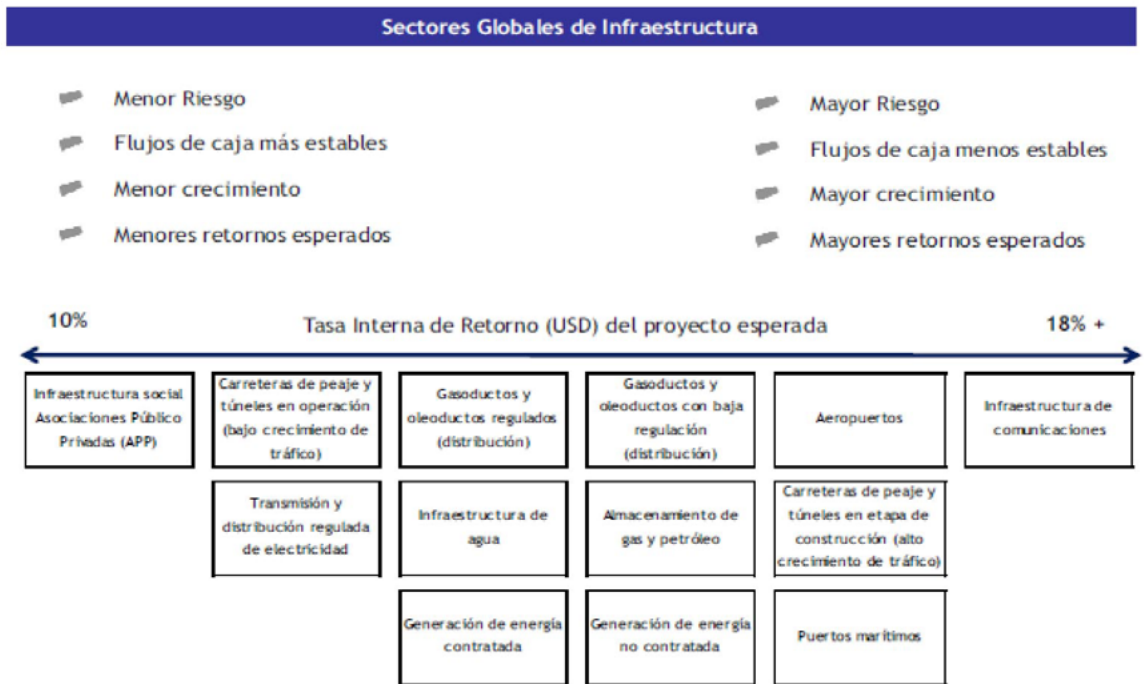 Sectores Globales de Infraestructura
Menor Riesgo
Flujos de caja más estables
Menor crecimiento
Menores retornos esperados
Mayor Riesgo
Flujos de caja menos estables
Mayor crecimiento
Mayores retornos esperados
10%
Tasa Interna de Retorno (USD) del proyecto esperada
18% +
Infraestructura social
Asociaciones Público
Privadas (APP)
Carreteras de peaje y
túneles en operación
(bajo crecimiento de
tráfico)
Gasoductos y
oleoductos regulados
(distribución)
Gasoductos y
oleoductos con baja
regulación
(distribución)
Aeropuertos
Infraestructura de
comunicaciones
Transmisión y
distribución regulada
de electricidad
Infraestructura de
agua
Almacenamiento de
gas y petróleo
Carreteras de peaje y
túneles en etapa de
construcción (alto
crecimiento de tráfico)
Generación de energía
contratada
Generación de energía
no contratada
Puertos marítimos